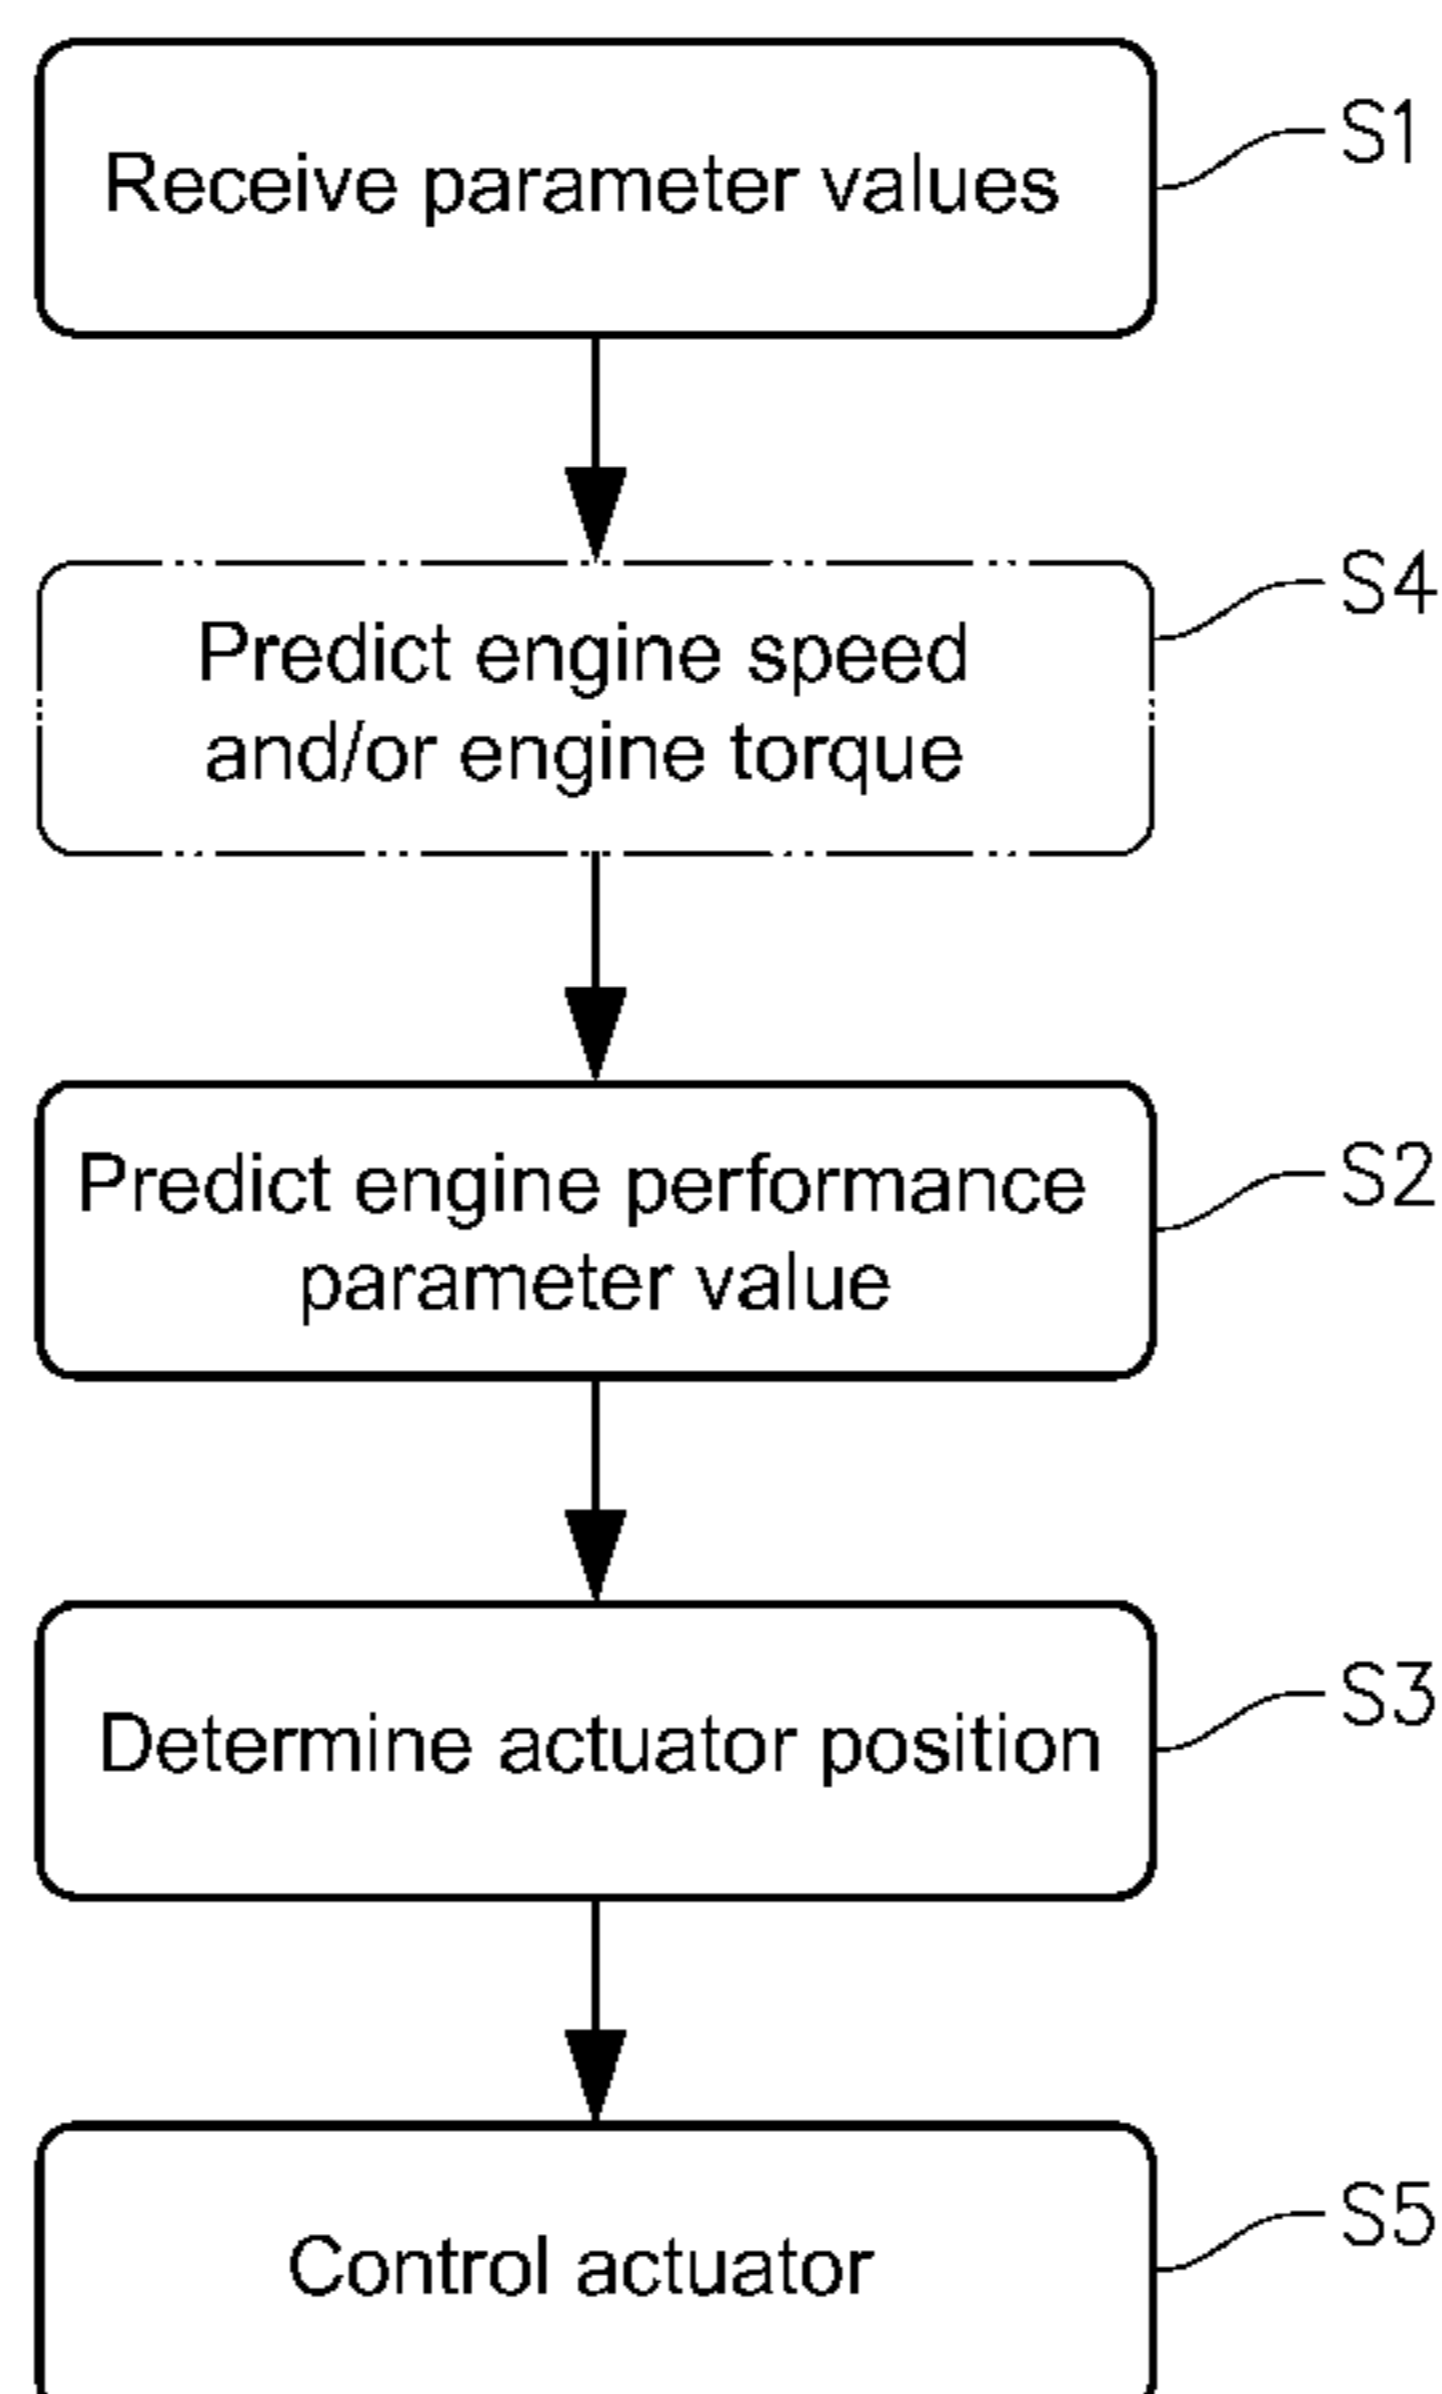 Receive parameter values
S1
Predict engine speed
and/or engine torque
S4
Predict engine performance
parameter value
S2
Determine actuator position
S3
Control actuator
S5